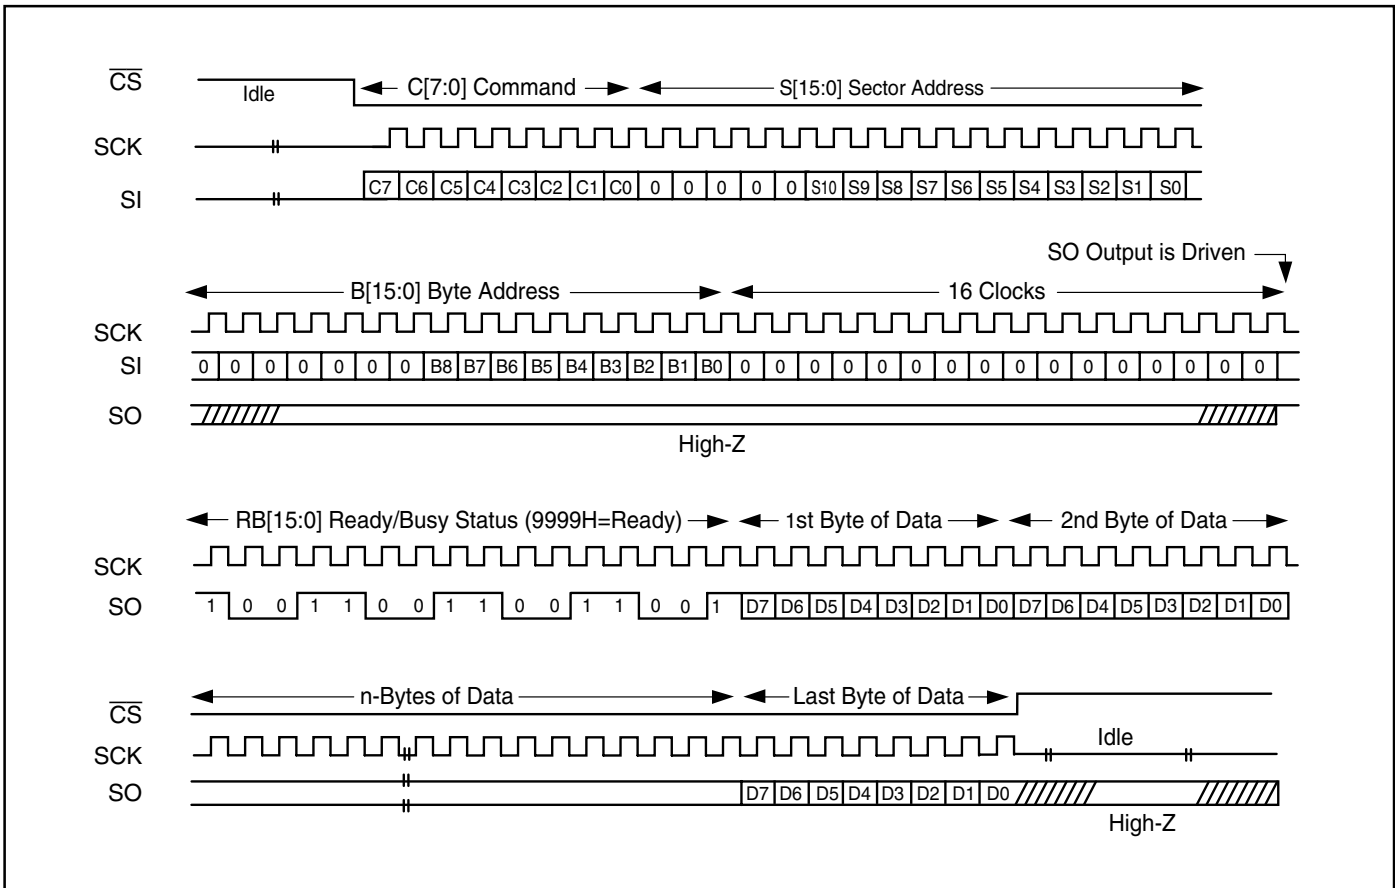 CS Idle C[7:0] Command S[15:0] Sector Address
SCK
SI C7 C6 C5 C4 C3 C2 C1 C0 0 0 0 0 0 S10 S9 S8 S7 S6 S5 S4 S3 S2 S1 S0
SO Output is Driven
B[15:0] Byte Address 16 Clocks
SCK
SI 0 0 0 0 0 0 0 B8 B7 B6 B5 B4 B3 B2 B1 B0 0 0 0 0 0 0 0 0 0 0 0 0 0 0 0 0
SO
High-Z
RB[15:0] Ready/Busy Status (9999H=Ready) 1st Byte of Data 2nd Byte of Data
SCK
SO 1 0 0 1 1 0 0 1 1 0 0 1 1 0 0 1 D7 D6 D5 D4 D3 D2 D1 D0 D7 D6 D4 D5 D3 D2 D1 D0
n-Bytes of Data Last Byte of Data
CS
SCK Idle
SO D7 D6 D5 D4 D3 D2 D1 D0
High-Z